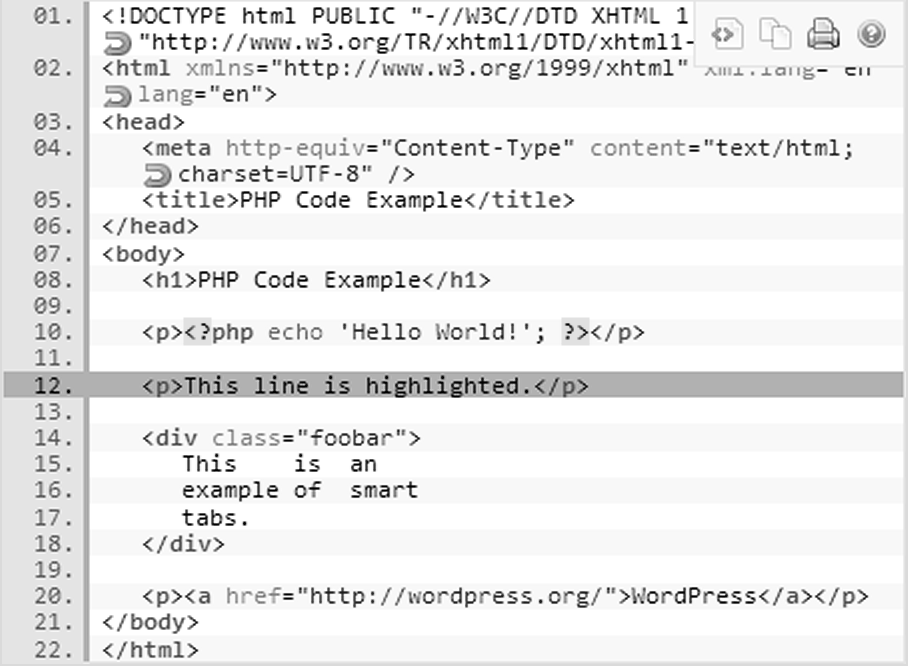 01. <!DOCTYPE html PUBLIC "-//W3C//DTD XHTML 1
"http://www.w3.org/TR/xhtml1/DTD/xhtml1-
02. <html xmlns="http://www.w3.org/1999/xhtml" xml:lang="en"
lang="en">
03. <head>
04. <meta http-equiv="Content-Type" content="text/html;
charset=UTF-8" />
05. <title>PHP Code Example</title>
06. </head>
07. <body>
08. <h1>PHP Code Example</h1>
09.
10. <p><?php echo 'Hello World!'; ?></p>
11.
12. <p>This line is highlighted.</p>
13.
14. <div class="foobar">
15. This    is  an
16. example of  smart
17. tabs.
18. </div>
19.
20. <p><a href="http://wordpress.org/">WordPress</a></p>
21. </body>
22. </html>